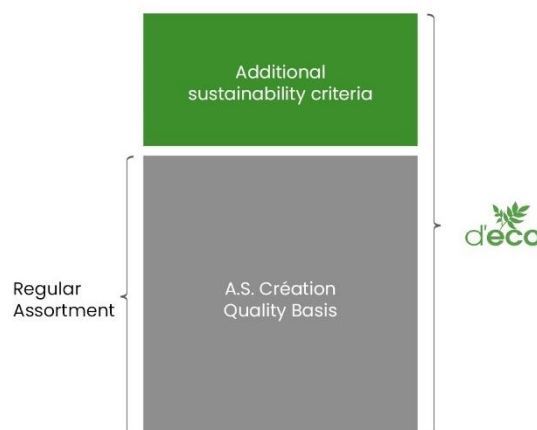 Additional
sustainability criteria
Regular
Assortment
A.S. Création
Quality Basis
d'eco